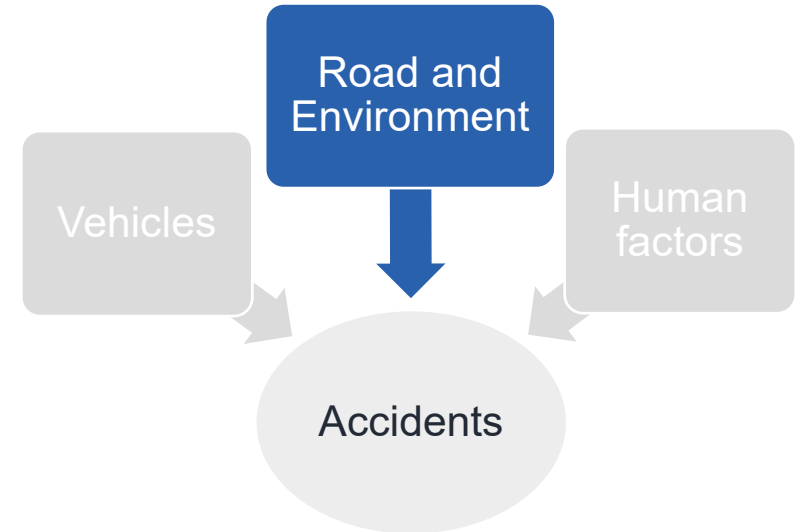 Road and
Environment
Vehicles
Human
factors
Accidents